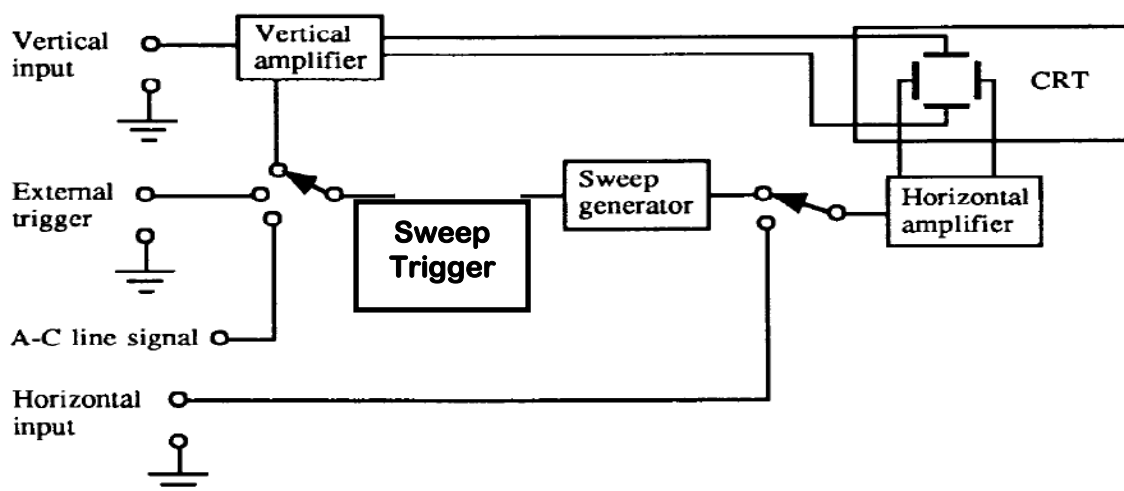 Vertical
input
Vertical
amplifier
CRT
External
trigger
Sweep
Trigger
Sweep
generator
Horizontal
amplifier
A-C line signal
Horizontal
input